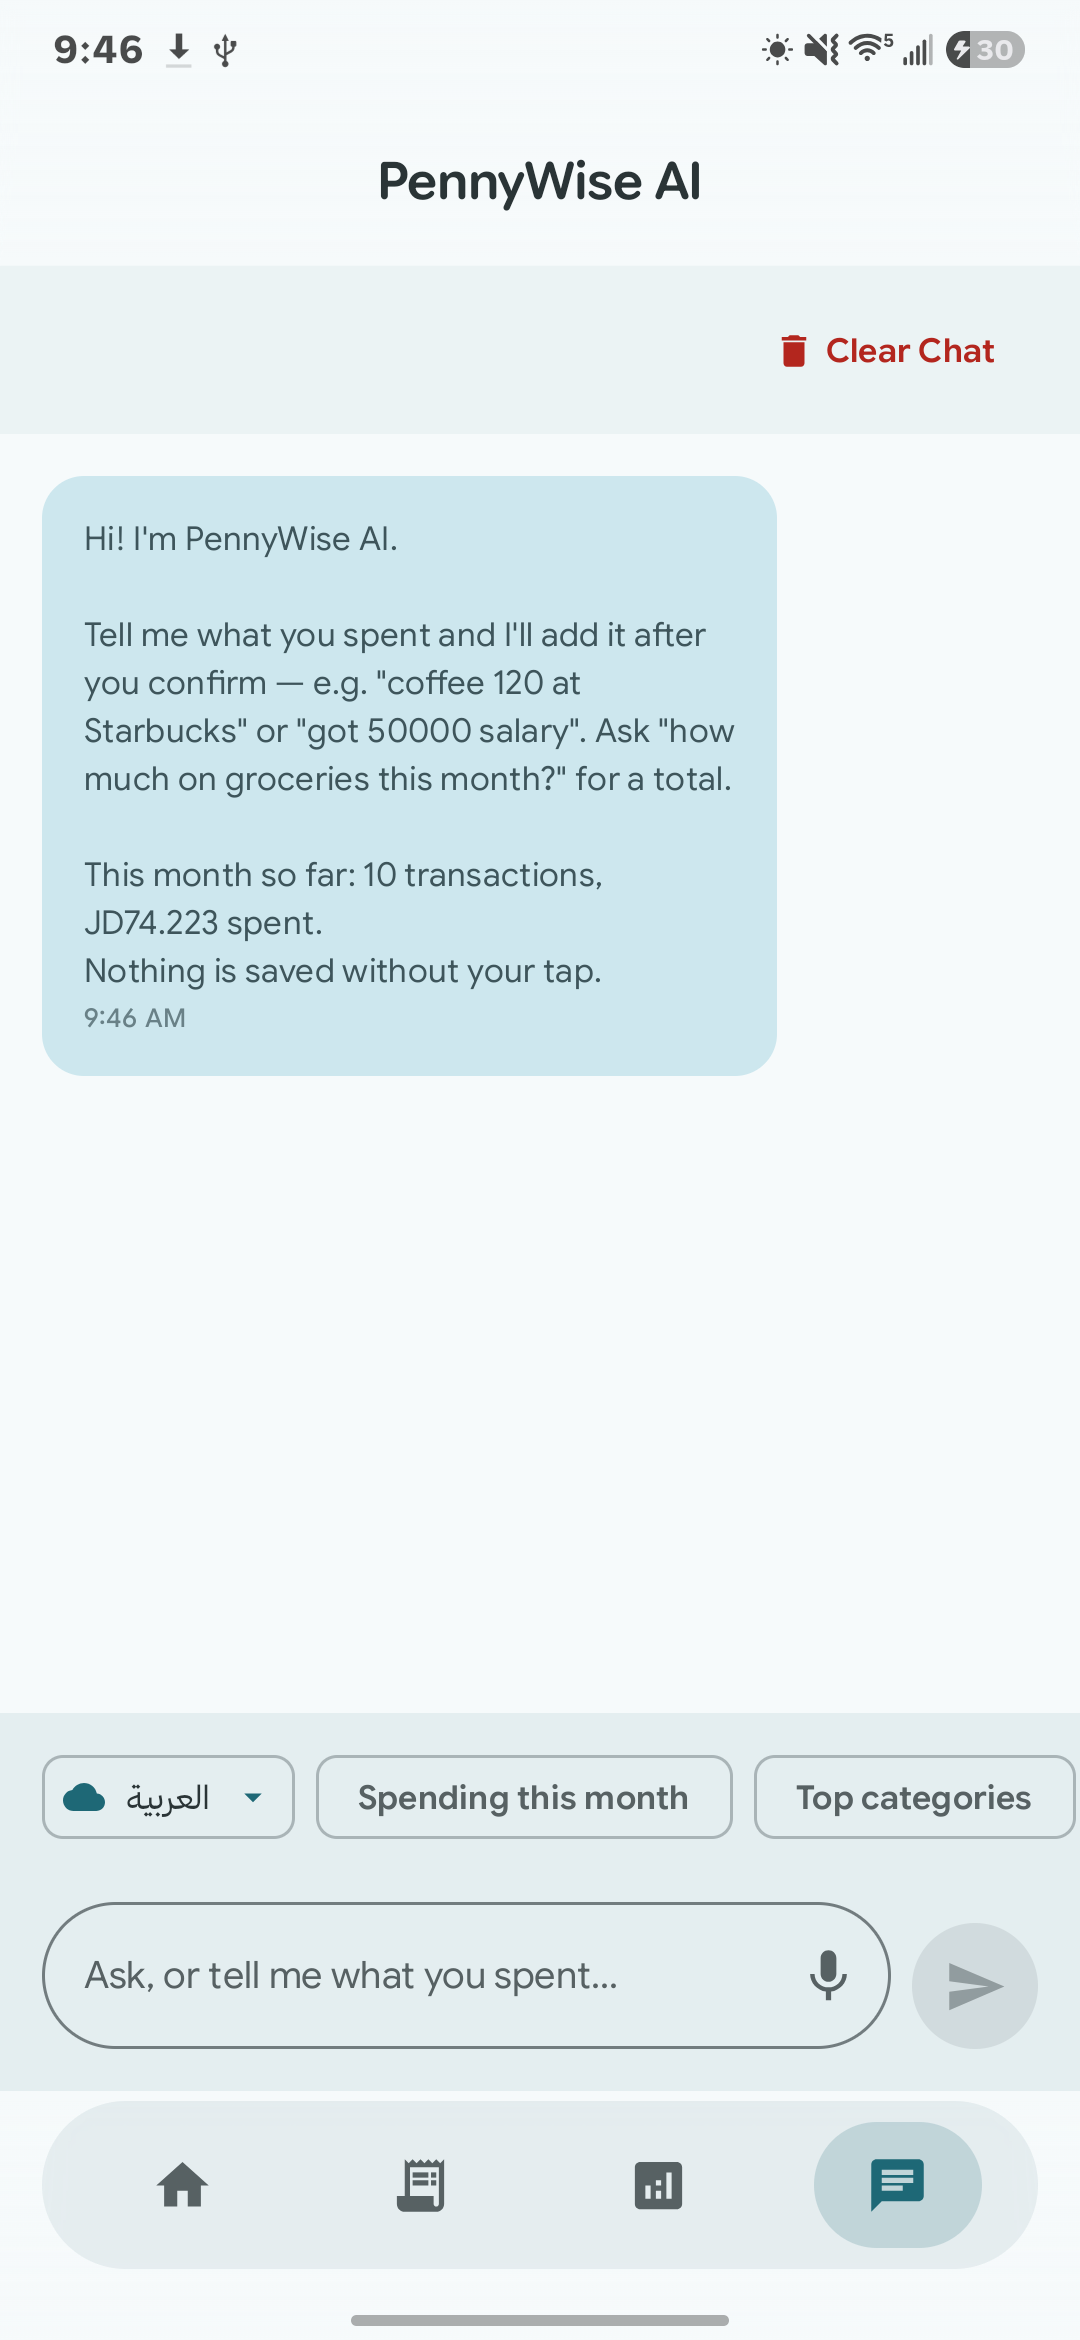 9:46
5
30
PennyWise AI
Clear Chat
Hi! I'm PennyWise AI.
Tell me what you spent and I'll add it after
you confirm — e.g. "coffee 120 at
Starbucks" or "got 50000 salary". Ask "how
much on groceries this month?" for a total.
This month so far: 10 transactions,
JD74.223 spent.
Nothing is saved without your tap.
9:46 AM
العربية
Spending this month
Top categories
Ask, or tell me what you spent...